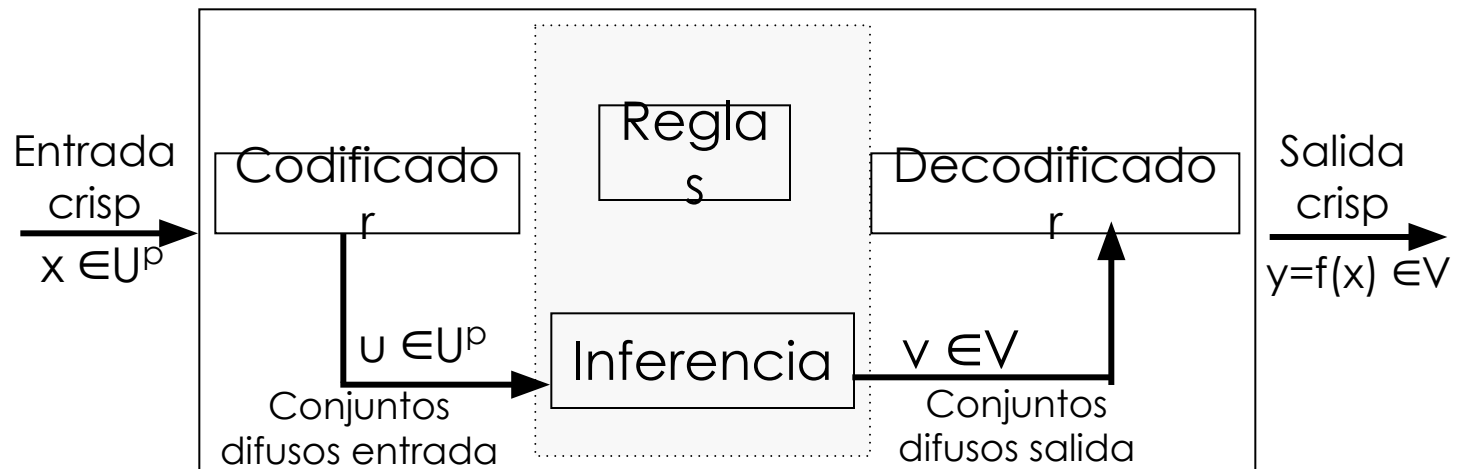 Entrada
crisp
x ∈Uᵖ
Codificado
r
u ∈Uᵖ
Conjuntos
difusos entrada
Regla
s
Inferencia
v ∈V
Conjuntos
difusos salida
Decodificado
r
Salida
crisp
y=f(x) ∈V